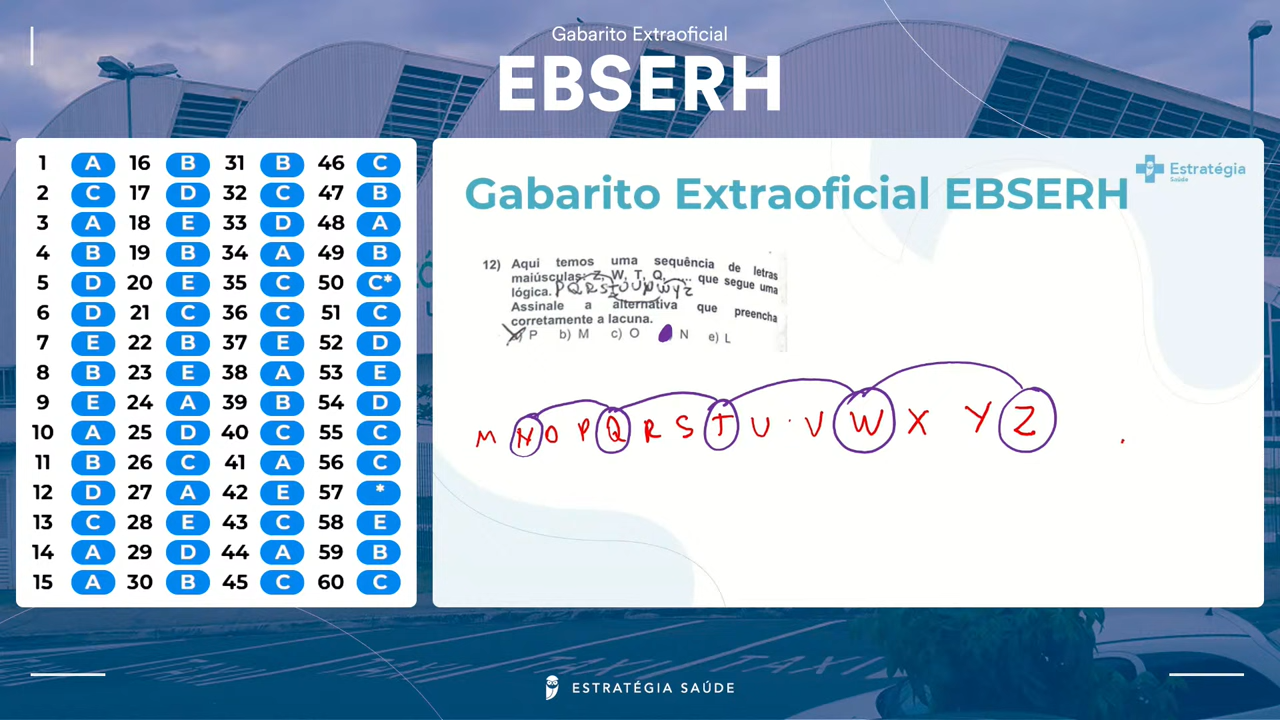 Gabarito Extraoficial
EBSERH
1 A 16 B 31 B 46 C
2 C 17 D 32 C 47 B
3 A 18 E 33 D 48 A
4 B 19 B 34 A 49 B
5 D 20 E 35 C 50 C*
6 D 21 C 36 C 51 C
7 E 22 B 37 E 52 D
8 B 23 E 38 A 53 E
9 E 24 A 39 B 54 D
10 A 25 D 40 C 55 C
11 B 26 C 41 A 56 C
12 D 27 A 42 E 57 *
13 C 28 E 43 C 58 E
14 A 29 D 44 A 59 B
15 A 30 B 45 C 60 C
Estratégia
Saúde
Gabarito Extraoficial EBSERH
12) Aqui temos uma sequência de letras
maiúsculas: Z, W, T, Q, ... que segue uma
lógica. P Q R S T U V W Y Z
Assinale a alternativa que preencha
corretamente a lacuna.
a) P b) M c) O N e) L
M N O P Q R S T U V W X Y Z
ESTRATÉGIA SAÚDE